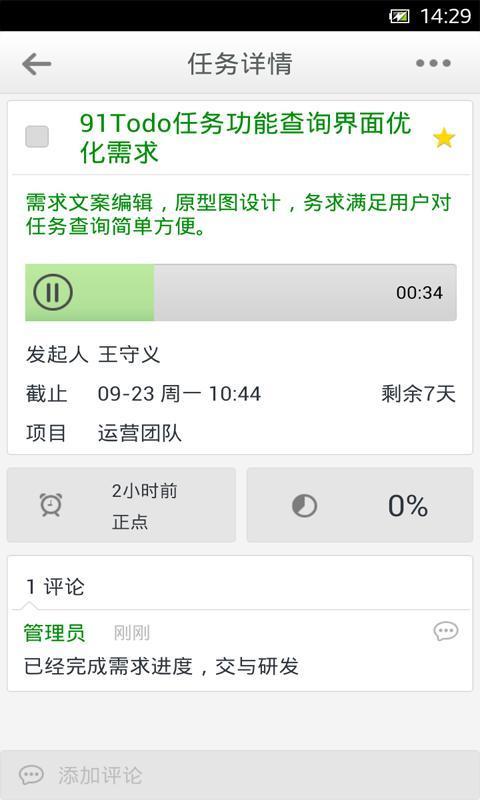 14:29
任务详情
91Todo任务功能查询界面优
化需求
需求文案编辑，原型图设计，务求满足用户对
任务查询简单方便。
00:34
发起人 王守义
截止 09-23 周一 10:44 剩余7天
项目 运营团队
2小时前
正点
0%
1 评论
管理员 刚刚
已经完成需求进度，交与研发
添加评论